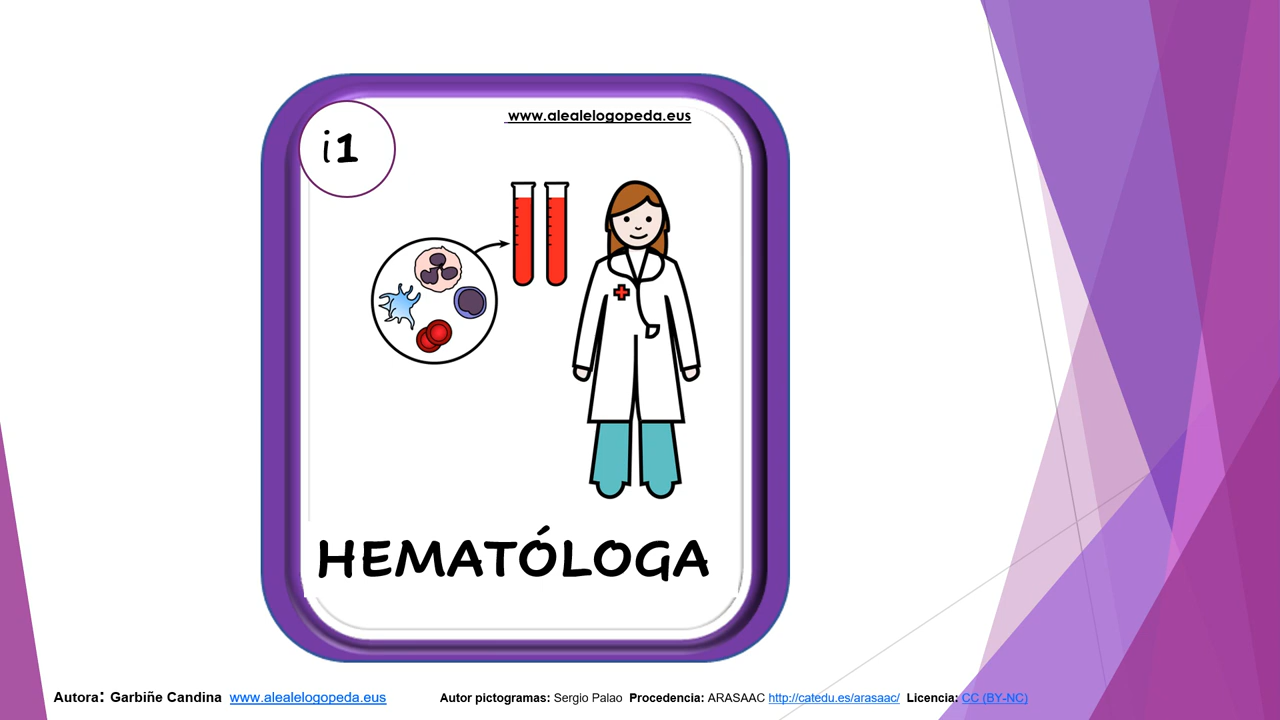 www.alealelogopeda.eus
i1
HEMATÓLOGA
Autora: Garbiñe Candina www.alealelogopeda.eus
Autor pictogramas: Sergio Palao Procedencia: ARASAAC http://catedu.es/arasaac/ Licencia: CC (BY-NC)